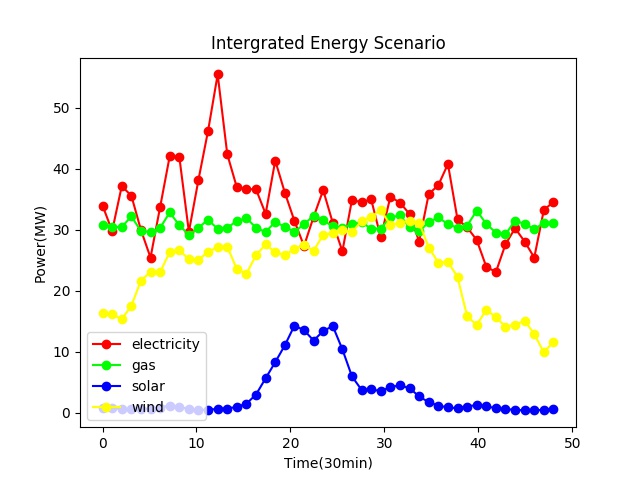 Intergrated Energy Scenario
Power(MW)
50
40
30
20
10
0
electricity
gas
solar
wind
0 10 20 30 40 50
Time(30min)